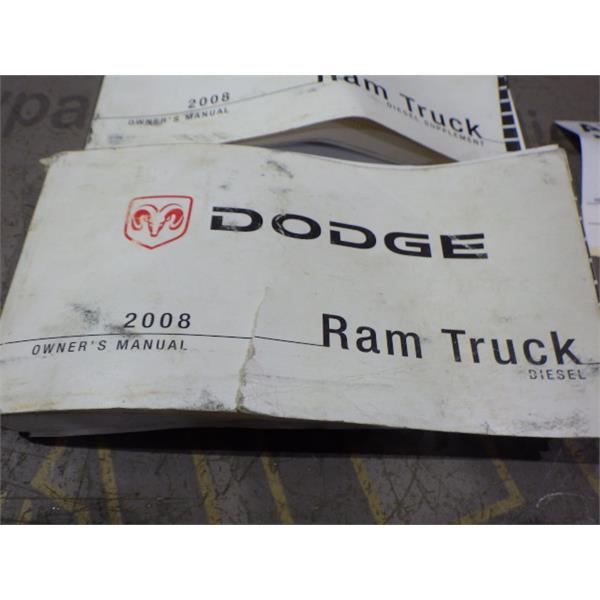 2008
OWNER'S MANUAL
Ram Truck
DIESEL SUPPLEMENT
DODGE
2008
OWNER'S MANUAL
Ram Truck
DIESEL